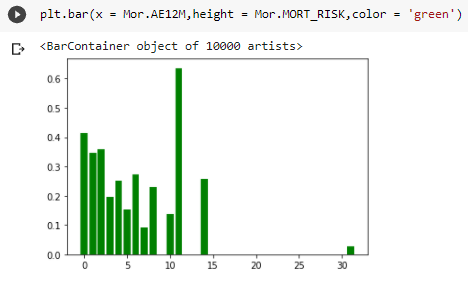 plt.bar(x = Mor.AE12M,height = Mor.MORT_RISK,color = 'green')
<BarContainer object of 10000 artists>
0.6
0.5
0.4
0.3
0.2
0.1
0.0
0 5 10 15 20 25 30